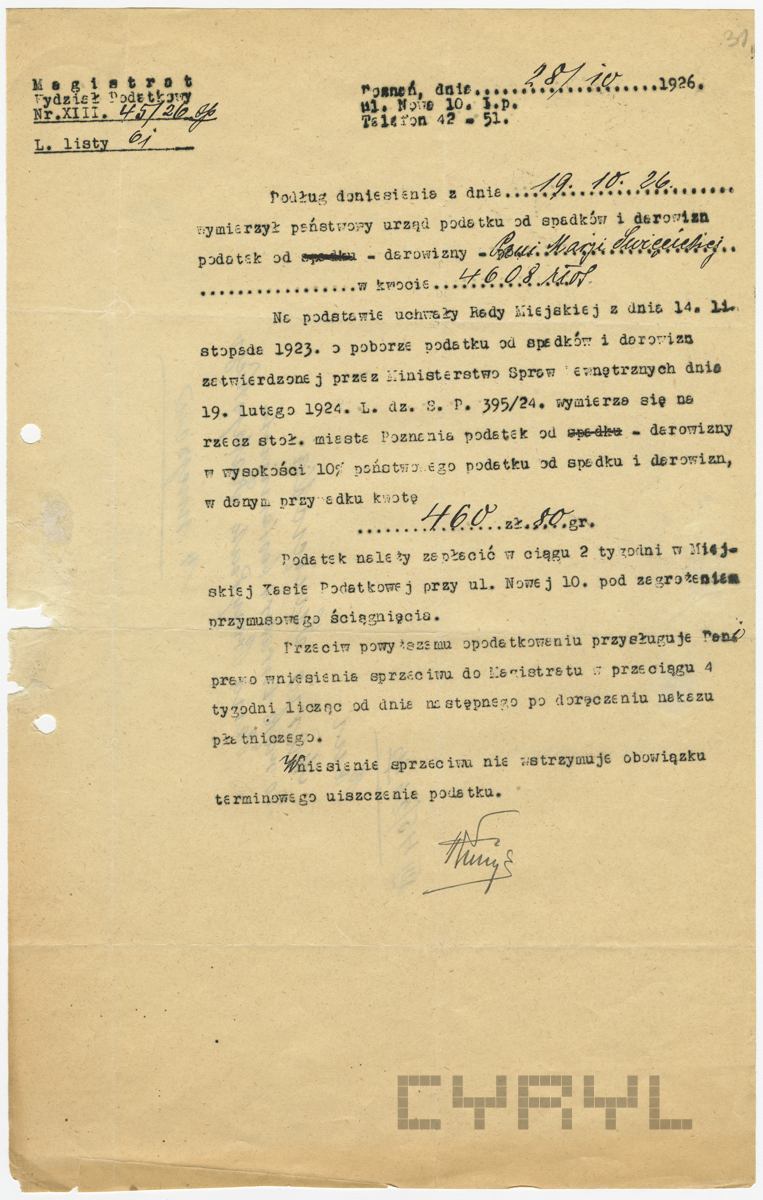 31.
Magistrat
Wydział Podatkowy
Nr.XIII. 45/26
L. listy 61
Poznań, dnia 28/10 1926.
ul. Nowa 10. I.p.
Telefon 42 - 51.
Podług doniesienia z dnia 19. 10. 26.
wymierzył państwowy urząd podatku od spadków i darowizn
podatek od spadku - darowizny - Pani Marji Święcickiej
w kwocie 4608 złot.
Na podstawie uchwały Rady Miejskiej z dnia 14. li-
stopada 1923. o poborze podatku od spadków i darowizn
zatwierdzonej przez Ministerstwo Spraw Wewnętrznych dnia
19. lutego 1924. L. dz. S. P. 395/24. wymierza się na
rzecz stoł. miasta Poznania podatek od spadku - darowizny
w wysokości 10% państwowego podatku od spadku i darowizn,
w danym przypadku kwotę
460 zł. 80 gr.
Podatek należy zapłacić w ciągu 2 tygodni w Miej-
skiej Kasie Podatkowej przy ul. Nowej 10. pod zagrożeniem
przymusowego ściągnięcia.
Przeciw powyższemu opodatkowaniu przysługuje Pani
prawo wniesienia sprzeciwu do Magistratu w przeciągu 4
tygodni licząc od dnia następnego po doręczeniu nakazu
płatniczego.
Wniesienie sprzeciwu nie wstrzymuje obowiązku
terminowego uiszczenia podatku.
CYRYL